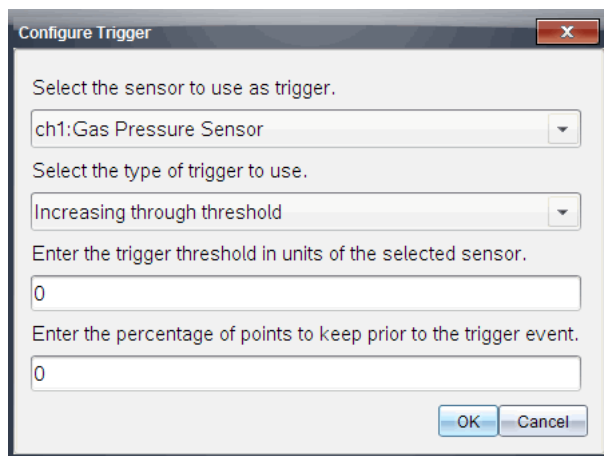 Configure Trigger
Select the sensor to use as trigger.
ch1:Gas Pressure Sensor
Select the type of trigger to use.
Increasing through threshold
Enter the trigger threshold in units of the selected sensor.
0
Enter the percentage of points to keep prior to the trigger event.
0
OK Cancel